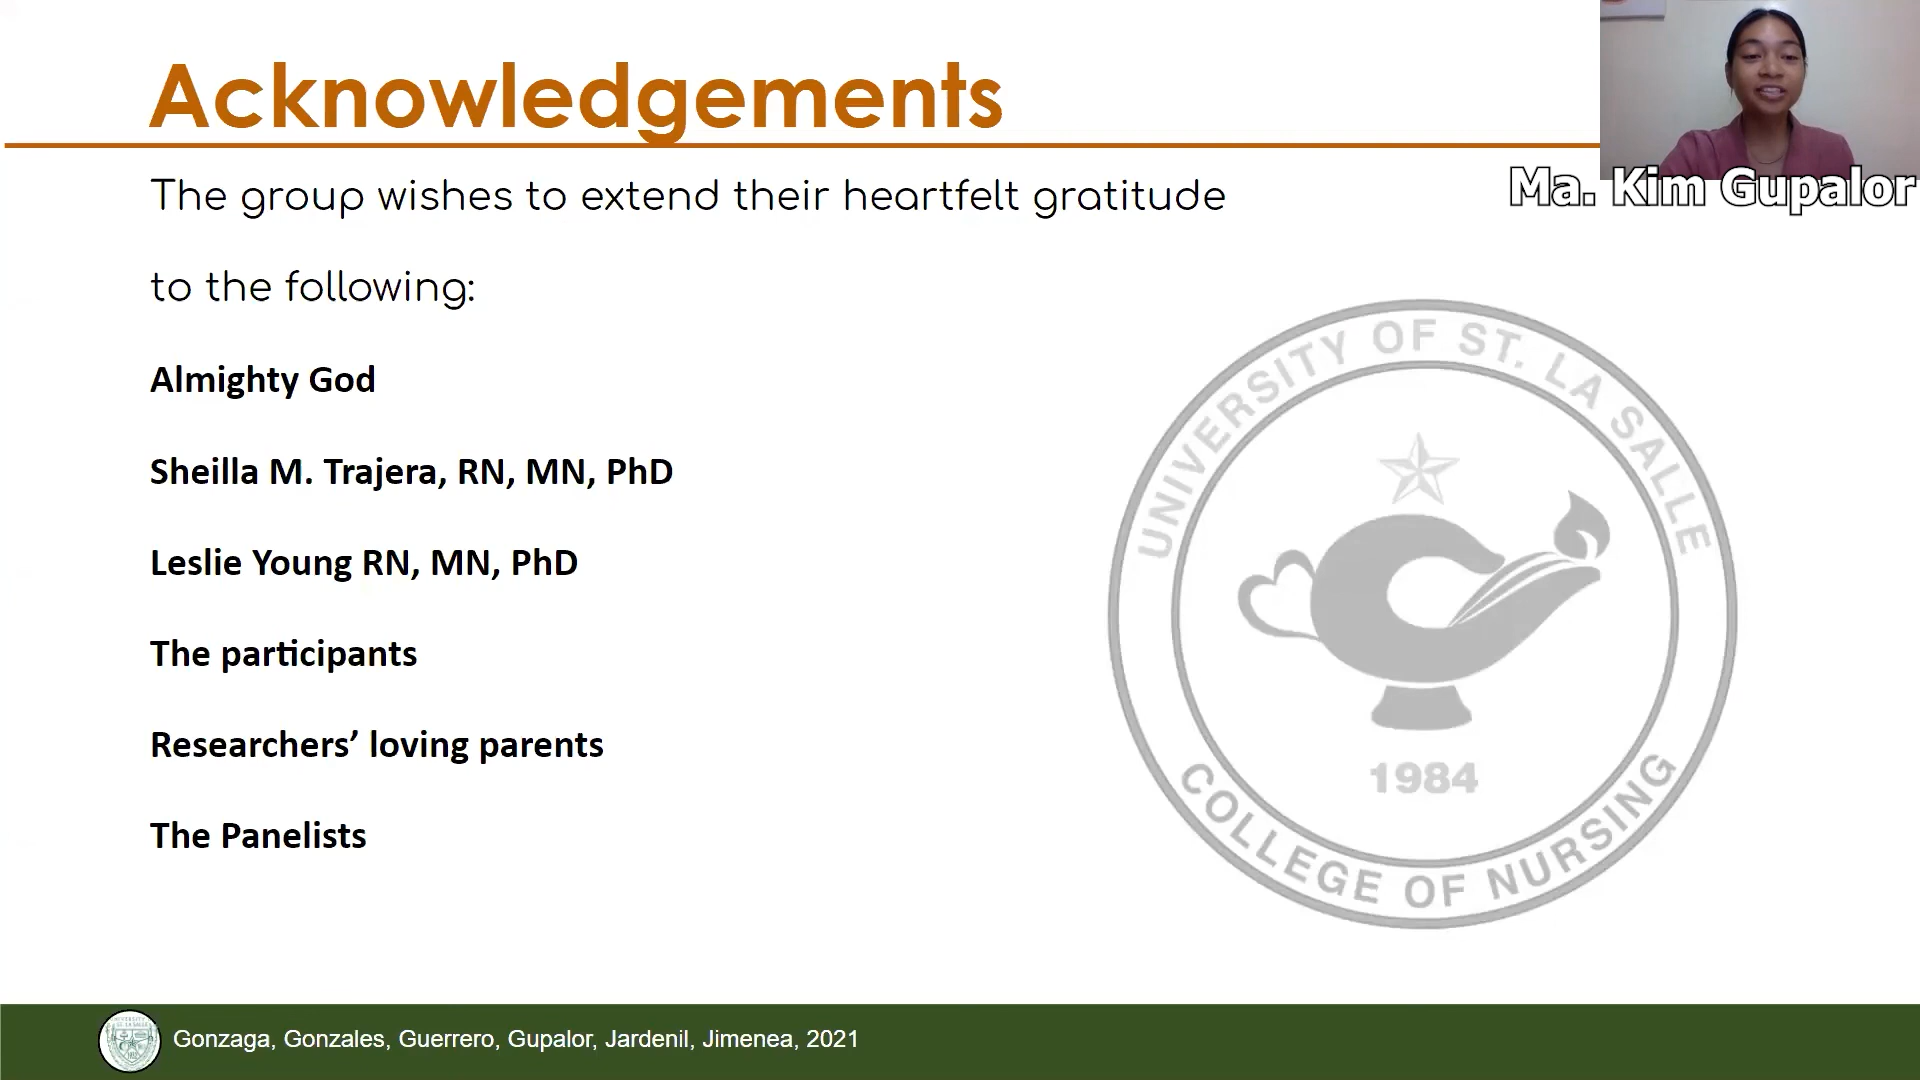 Acknowledgements
Ma. Kim Gupalor
The group wishes to extend their heartfelt gratitude
to the following:
Almighty God
Sheilla M. Trajera, RN, MN, PhD
Leslie Young RN, MN, PhD
The participants
Researchers’ loving parents
The Panelists
UNIVERSITY OF ST. LA SALLE
1984
COLLEGE OF NURSING
Gonzaga, Gonzales, Guerrero, Gupalor, Jardenil, Jimenea, 2021